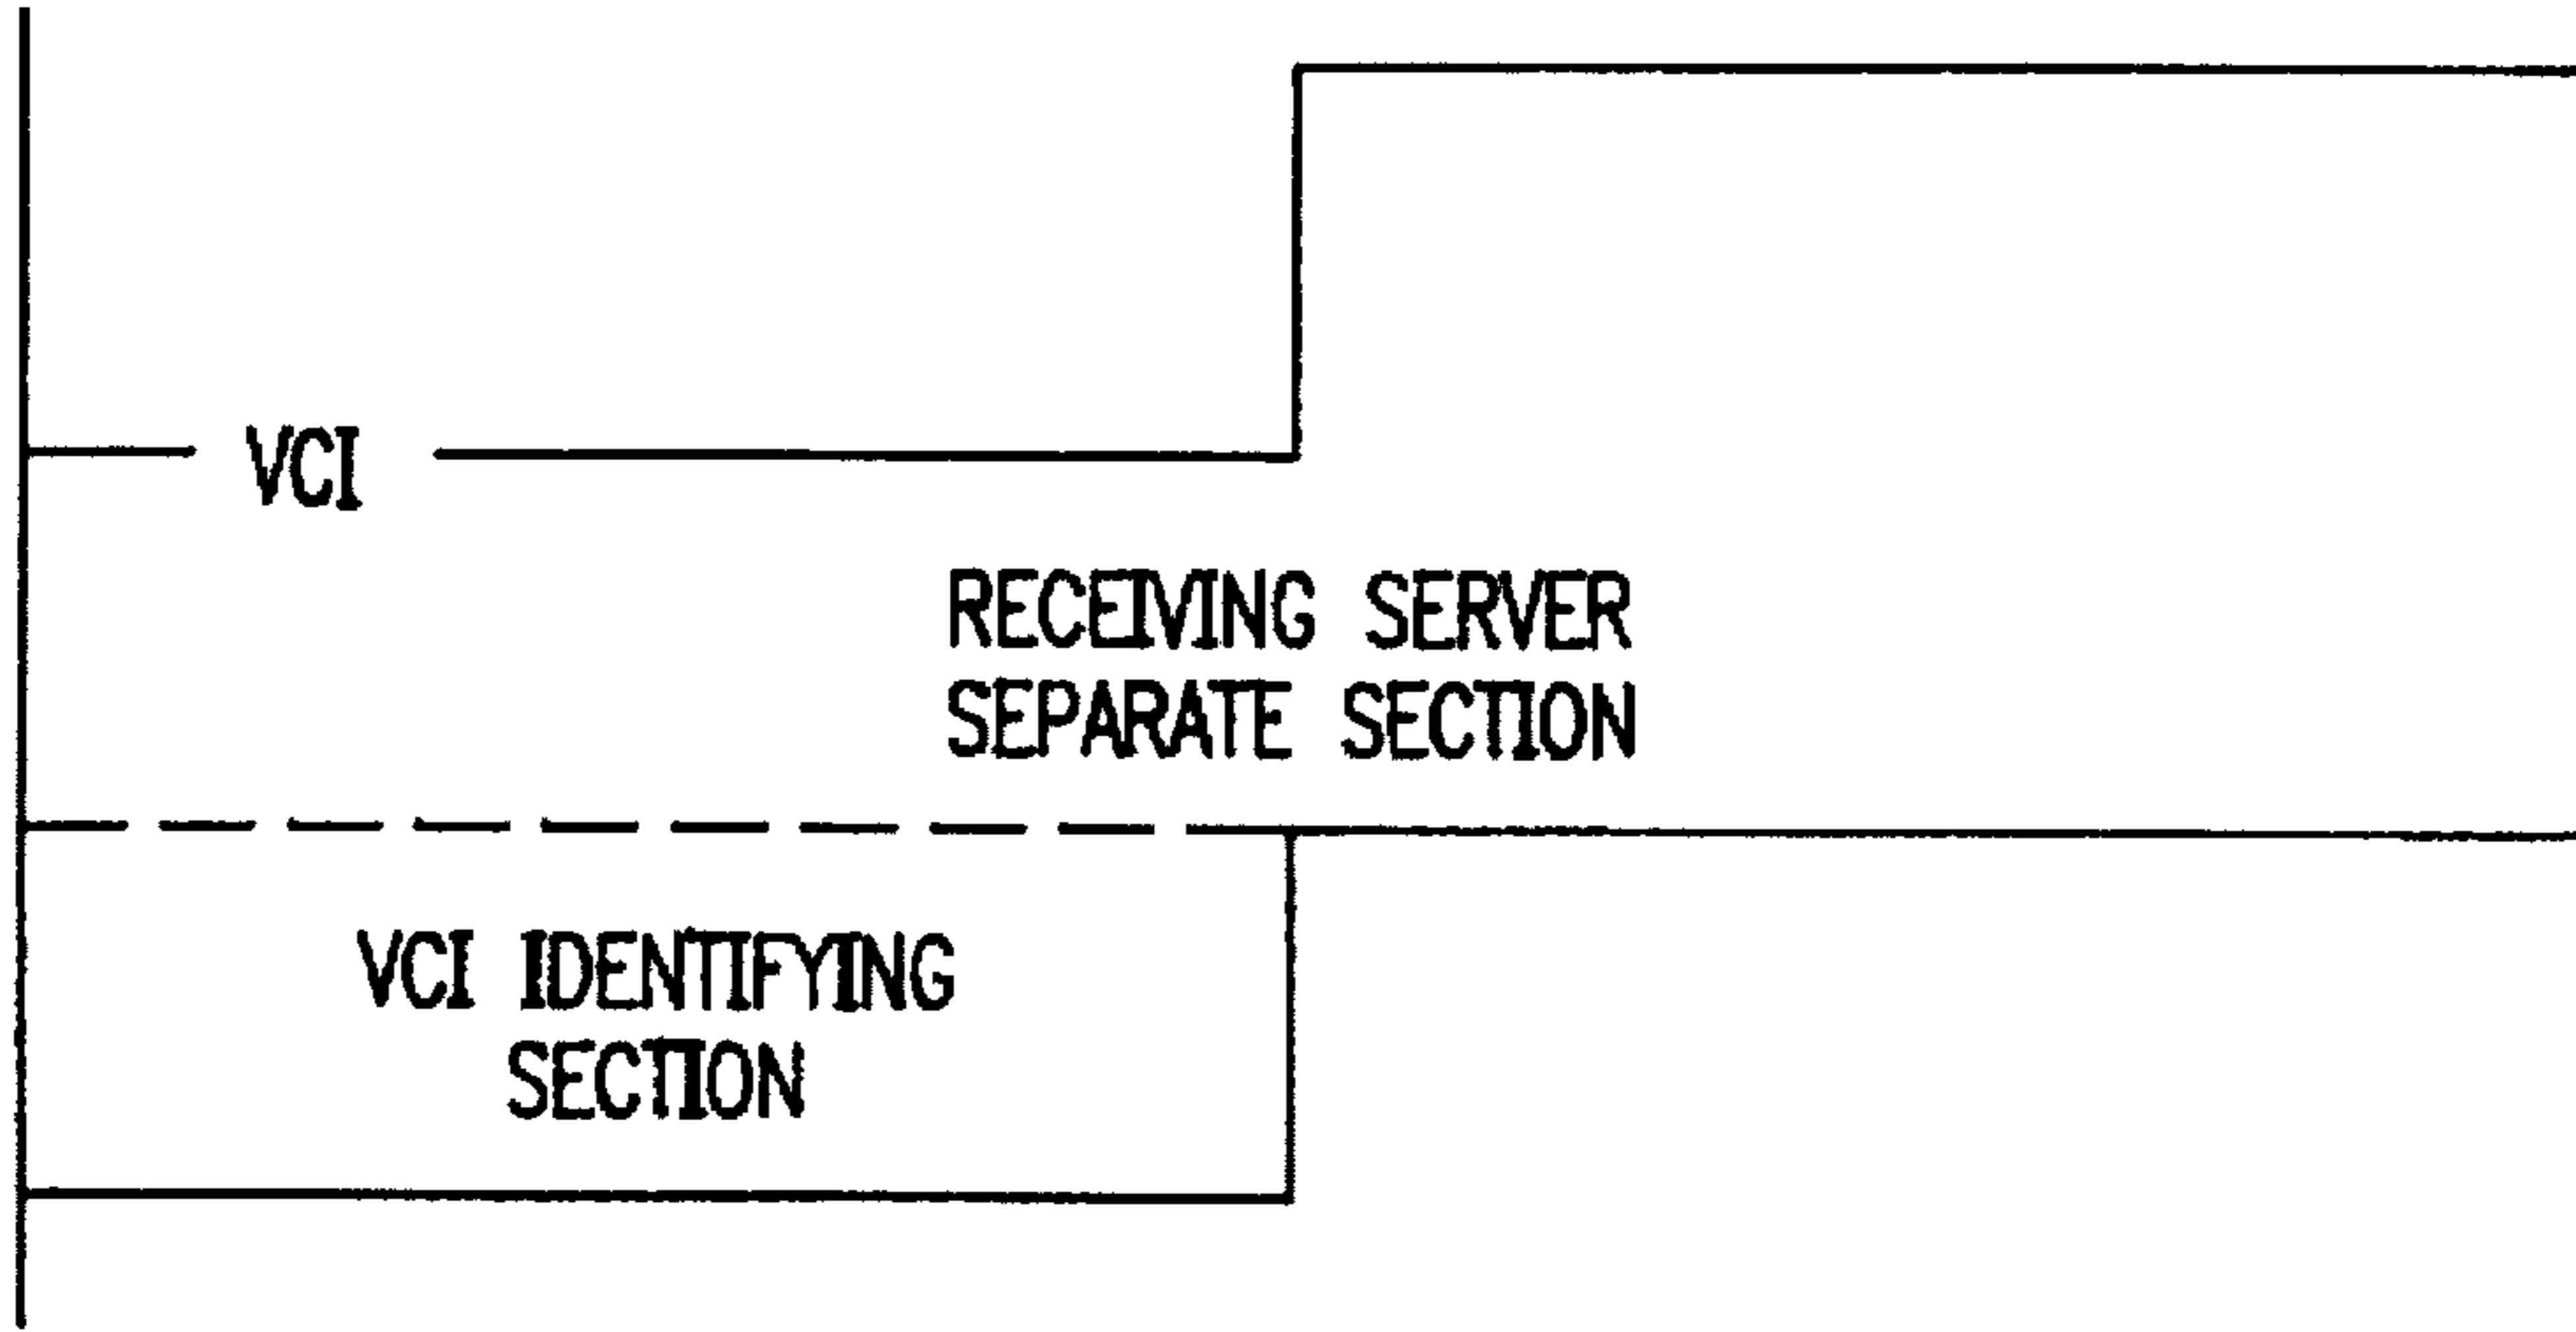 VCI
RECEIVING SERVER
SEPARATE SECTION
VCI IDENTIFYING
SECTION